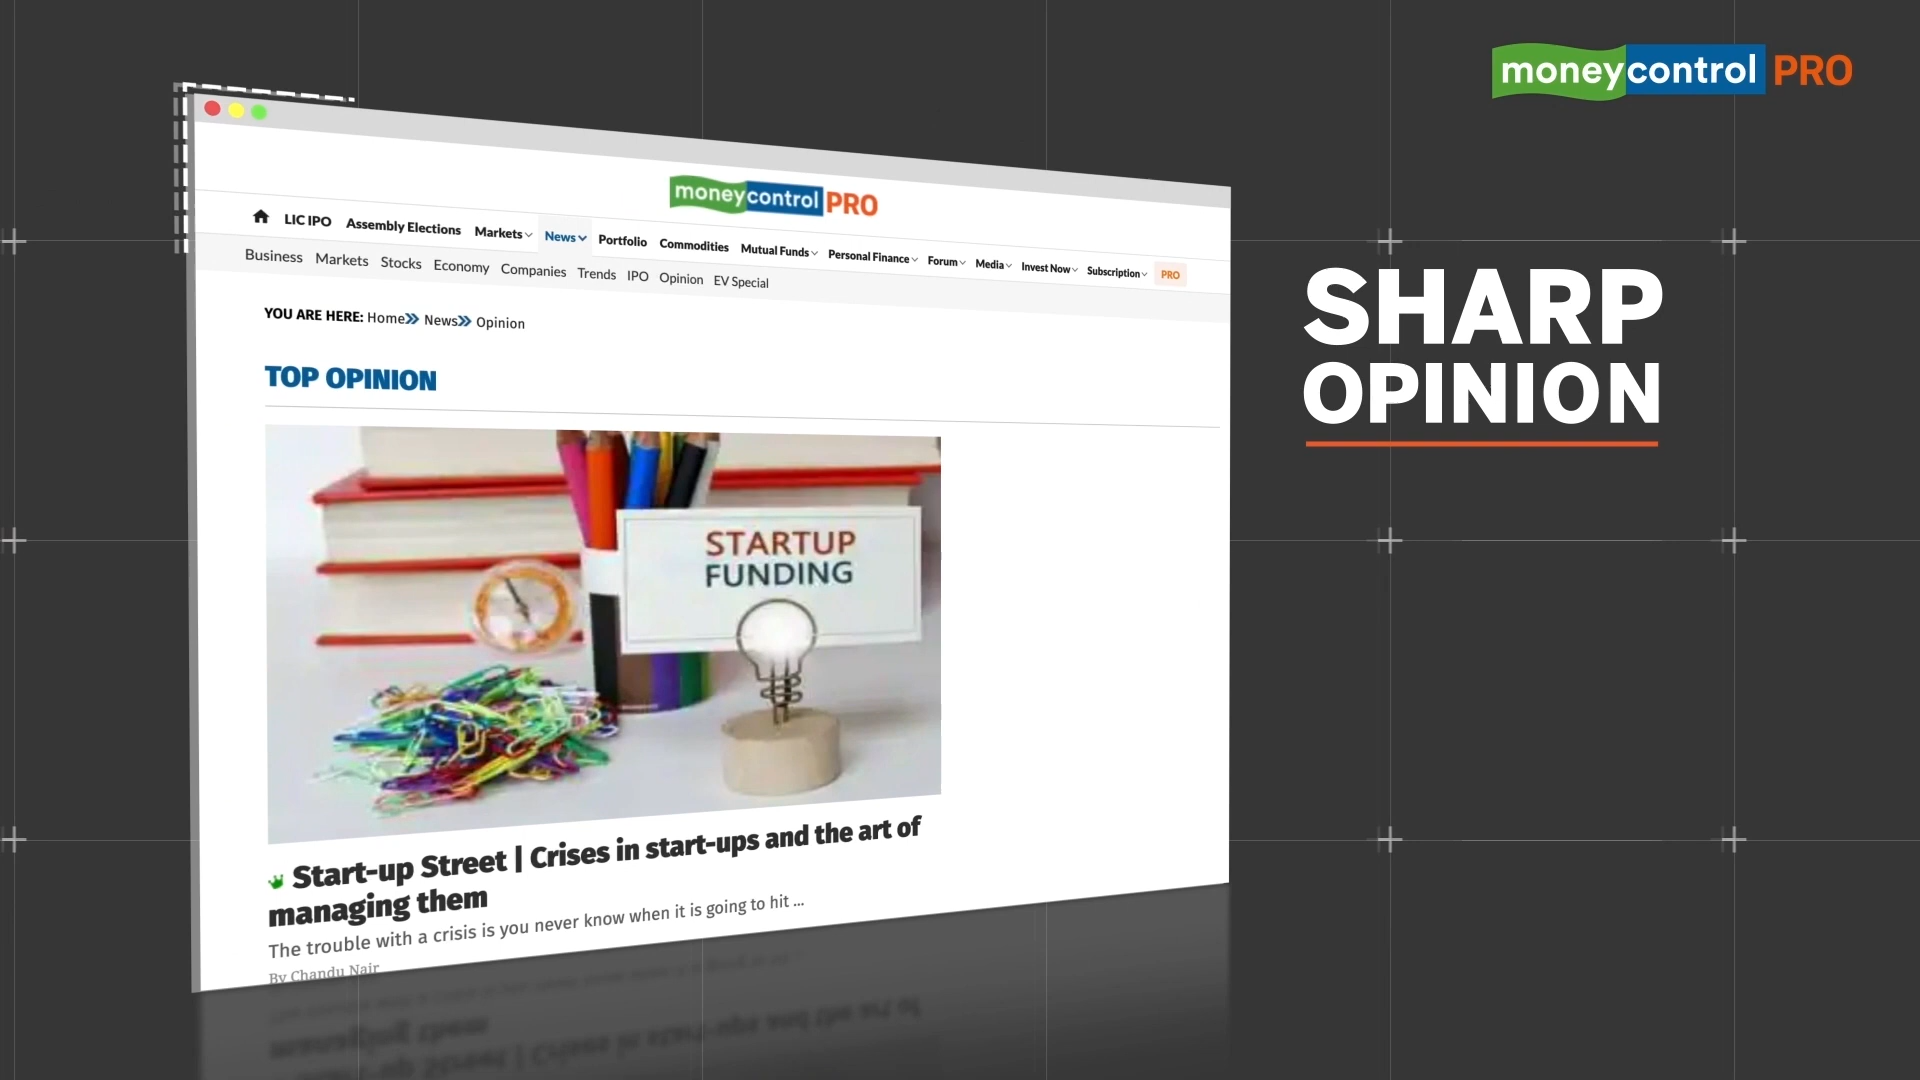 moneycontrol PRO
moneycontrol PRO
LIC IPO Assembly Elections Markets News Portfolio Commodities Mutual Funds Personal Finance Forum Media Invest Now Subscription PRO
Business Markets Stocks Economy Companies Trends IPO Opinion EV Special
YOU ARE HERE: Home» News» Opinion
TOP OPINION
STARTUP
FUNDING
Start-up Street | Crises in start-ups and the art of
managing them
The trouble with a crisis is you never know when it is going to hit ...
By Chandu Nair
SHARP
OPINION